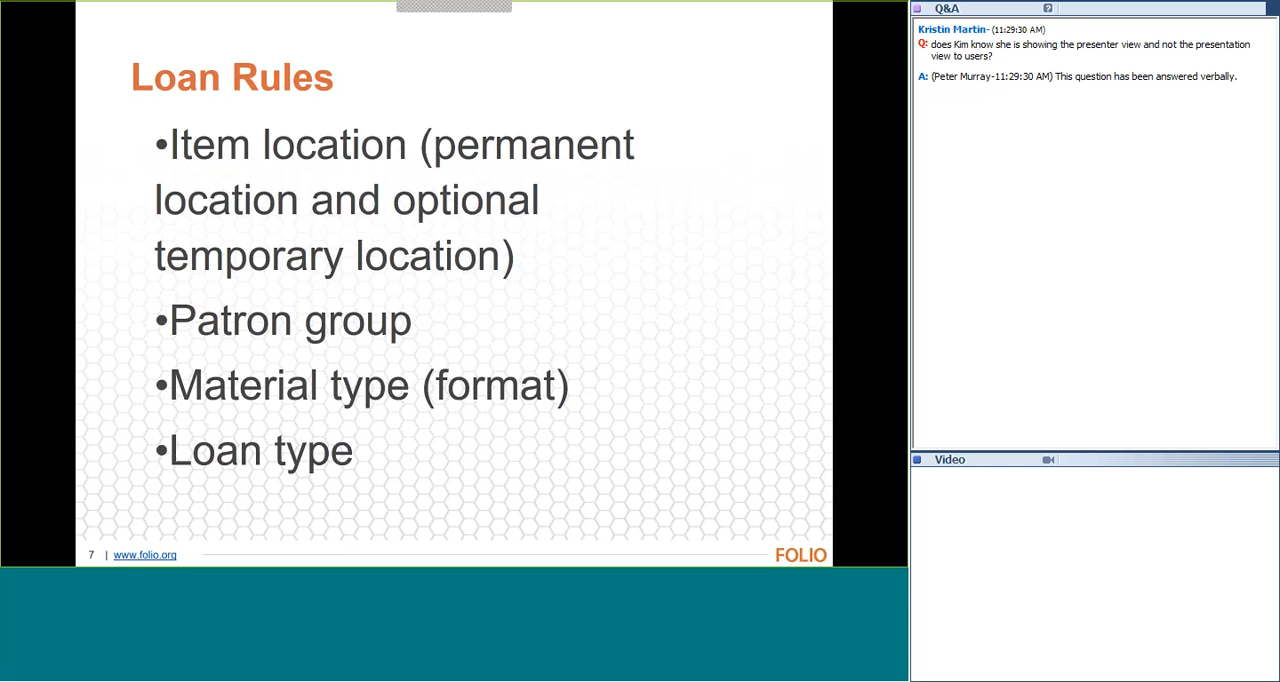 Loan Rules
•Item location (permanent
location and optional
temporary location)
•Patron group
•Material type (format)
•Loan type
7 | www.folio.org
FOLIO
Q&A
?
Kristin Martin- (11:29:30 AM)
Q: does Kim know she is showing the presenter view and not the presentation
view to users?
A: (Peter Murray-11:29:30 AM) This question has been answered verbally.
Video